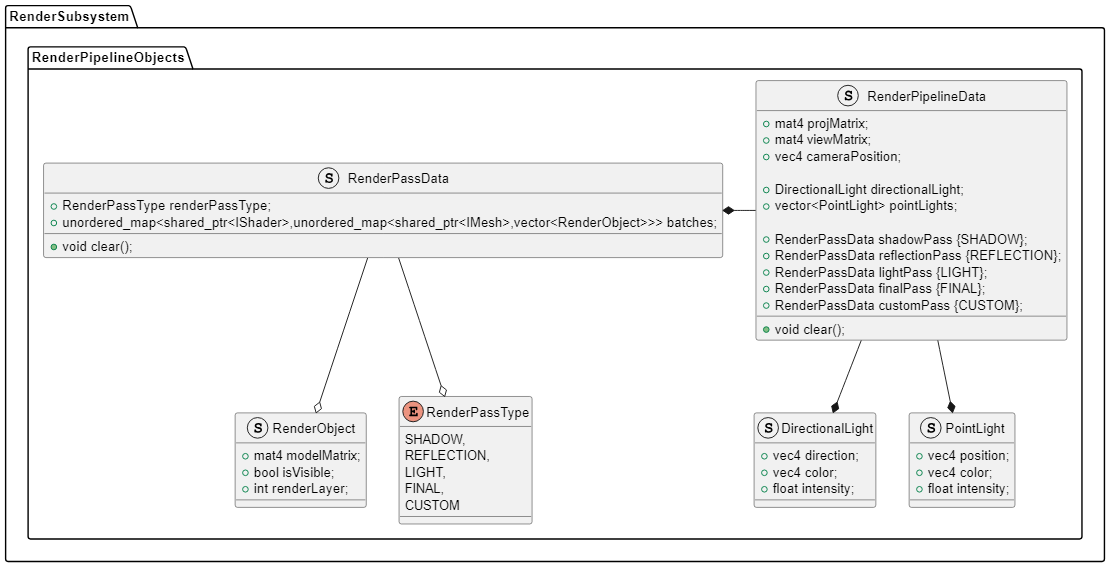 RenderSubsystem
RenderPipelineObjects
S RenderPipelineData
mat4 projMatrix;
mat4 viewMatrix;
vec4 cameraPosition;
DirectionalLight directionalLight;
vector<PointLight> pointLights;
RenderPassData shadowPass {SHADOW};
RenderPassData reflectionPass {REFLECTION};
RenderPassData lightPass {LIGHT};
RenderPassData finalPass {FINAL};
RenderPassData customPass {CUSTOM};
void clear();
S RenderPassData
RenderPassType renderPassType;
unordered_map<shared_ptr<IShader>,unordered_map<shared_ptr<IMesh>,vector<RenderObject>>> batches;
void clear();
S RenderObject
mat4 modelMatrix;
bool isVisible;
int renderLayer;
E RenderPassType
SHADOW,
REFLECTION,
LIGHT,
FINAL,
CUSTOM
S DirectionalLight
vec4 direction;
vec4 color;
float intensity;
S PointLight
vec4 position;
vec4 color;
float intensity;